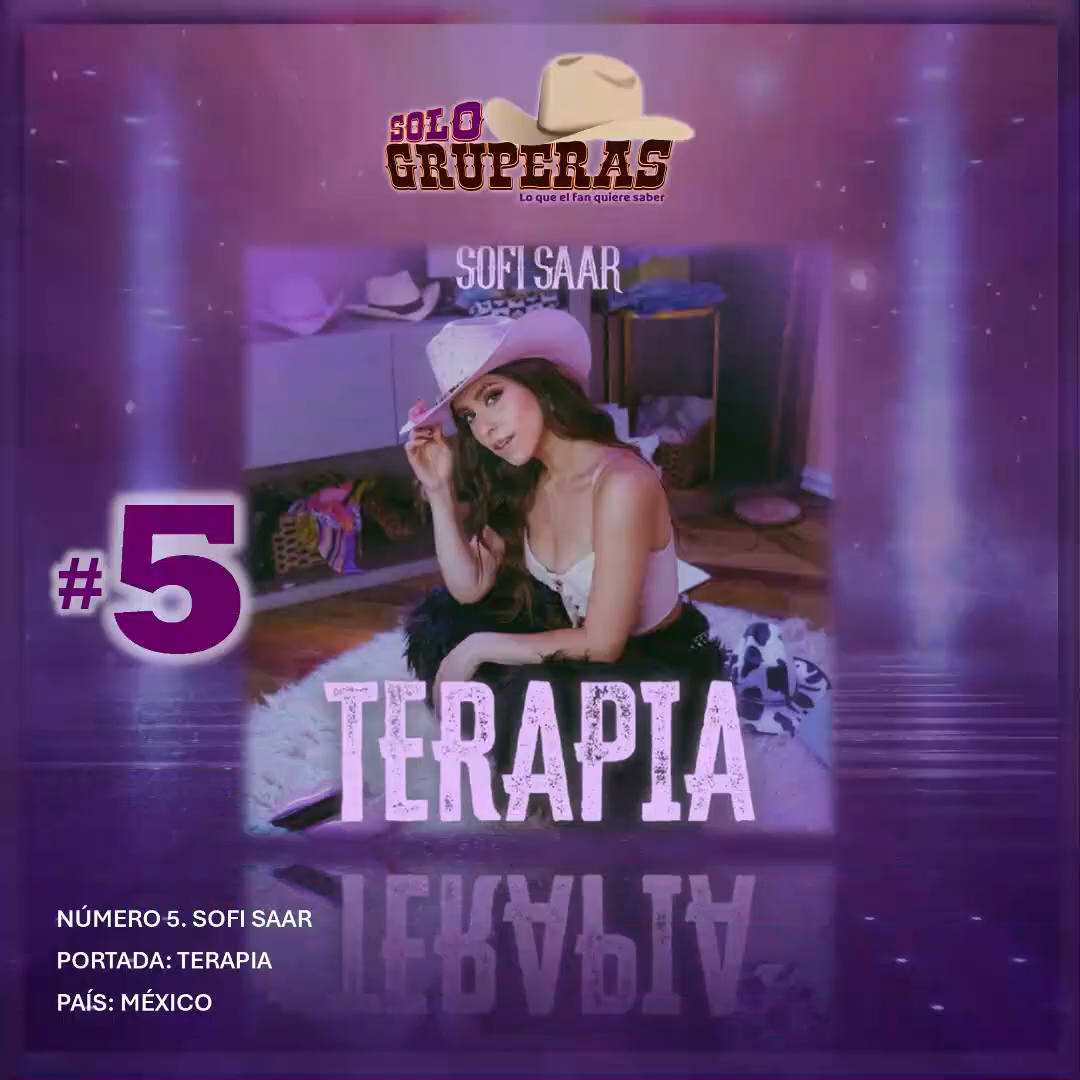 SOLO
GRUPERAS
Lo que el fan quiere saber
SOFI SAAR
#5
TERAPIA
TERAPIA
NÚMERO 5. SOFI SAAR
PORTADA: TERAPIA
PAÍS: MÉXICO